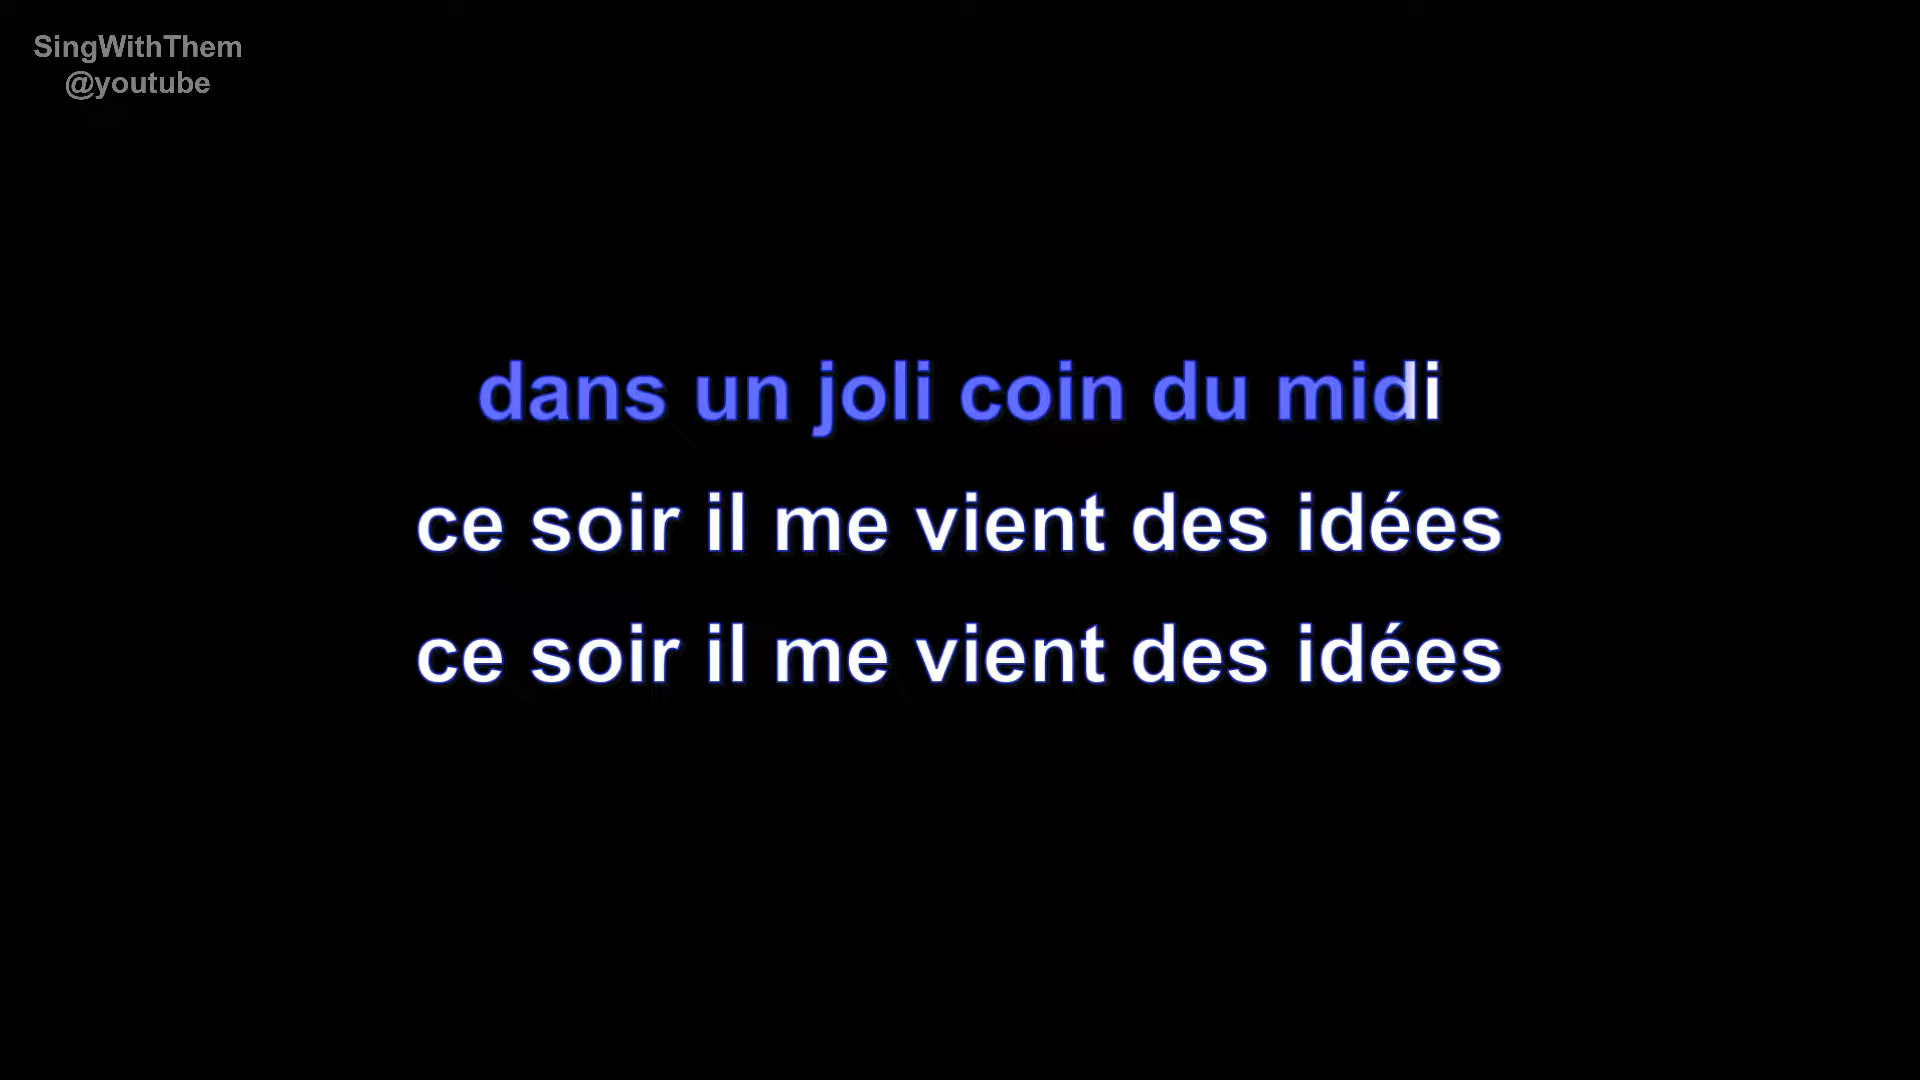 SingWithThem
@youtube
dans un joli coin du midi
ce soir il me vient des idées
ce soir il me vient des idées